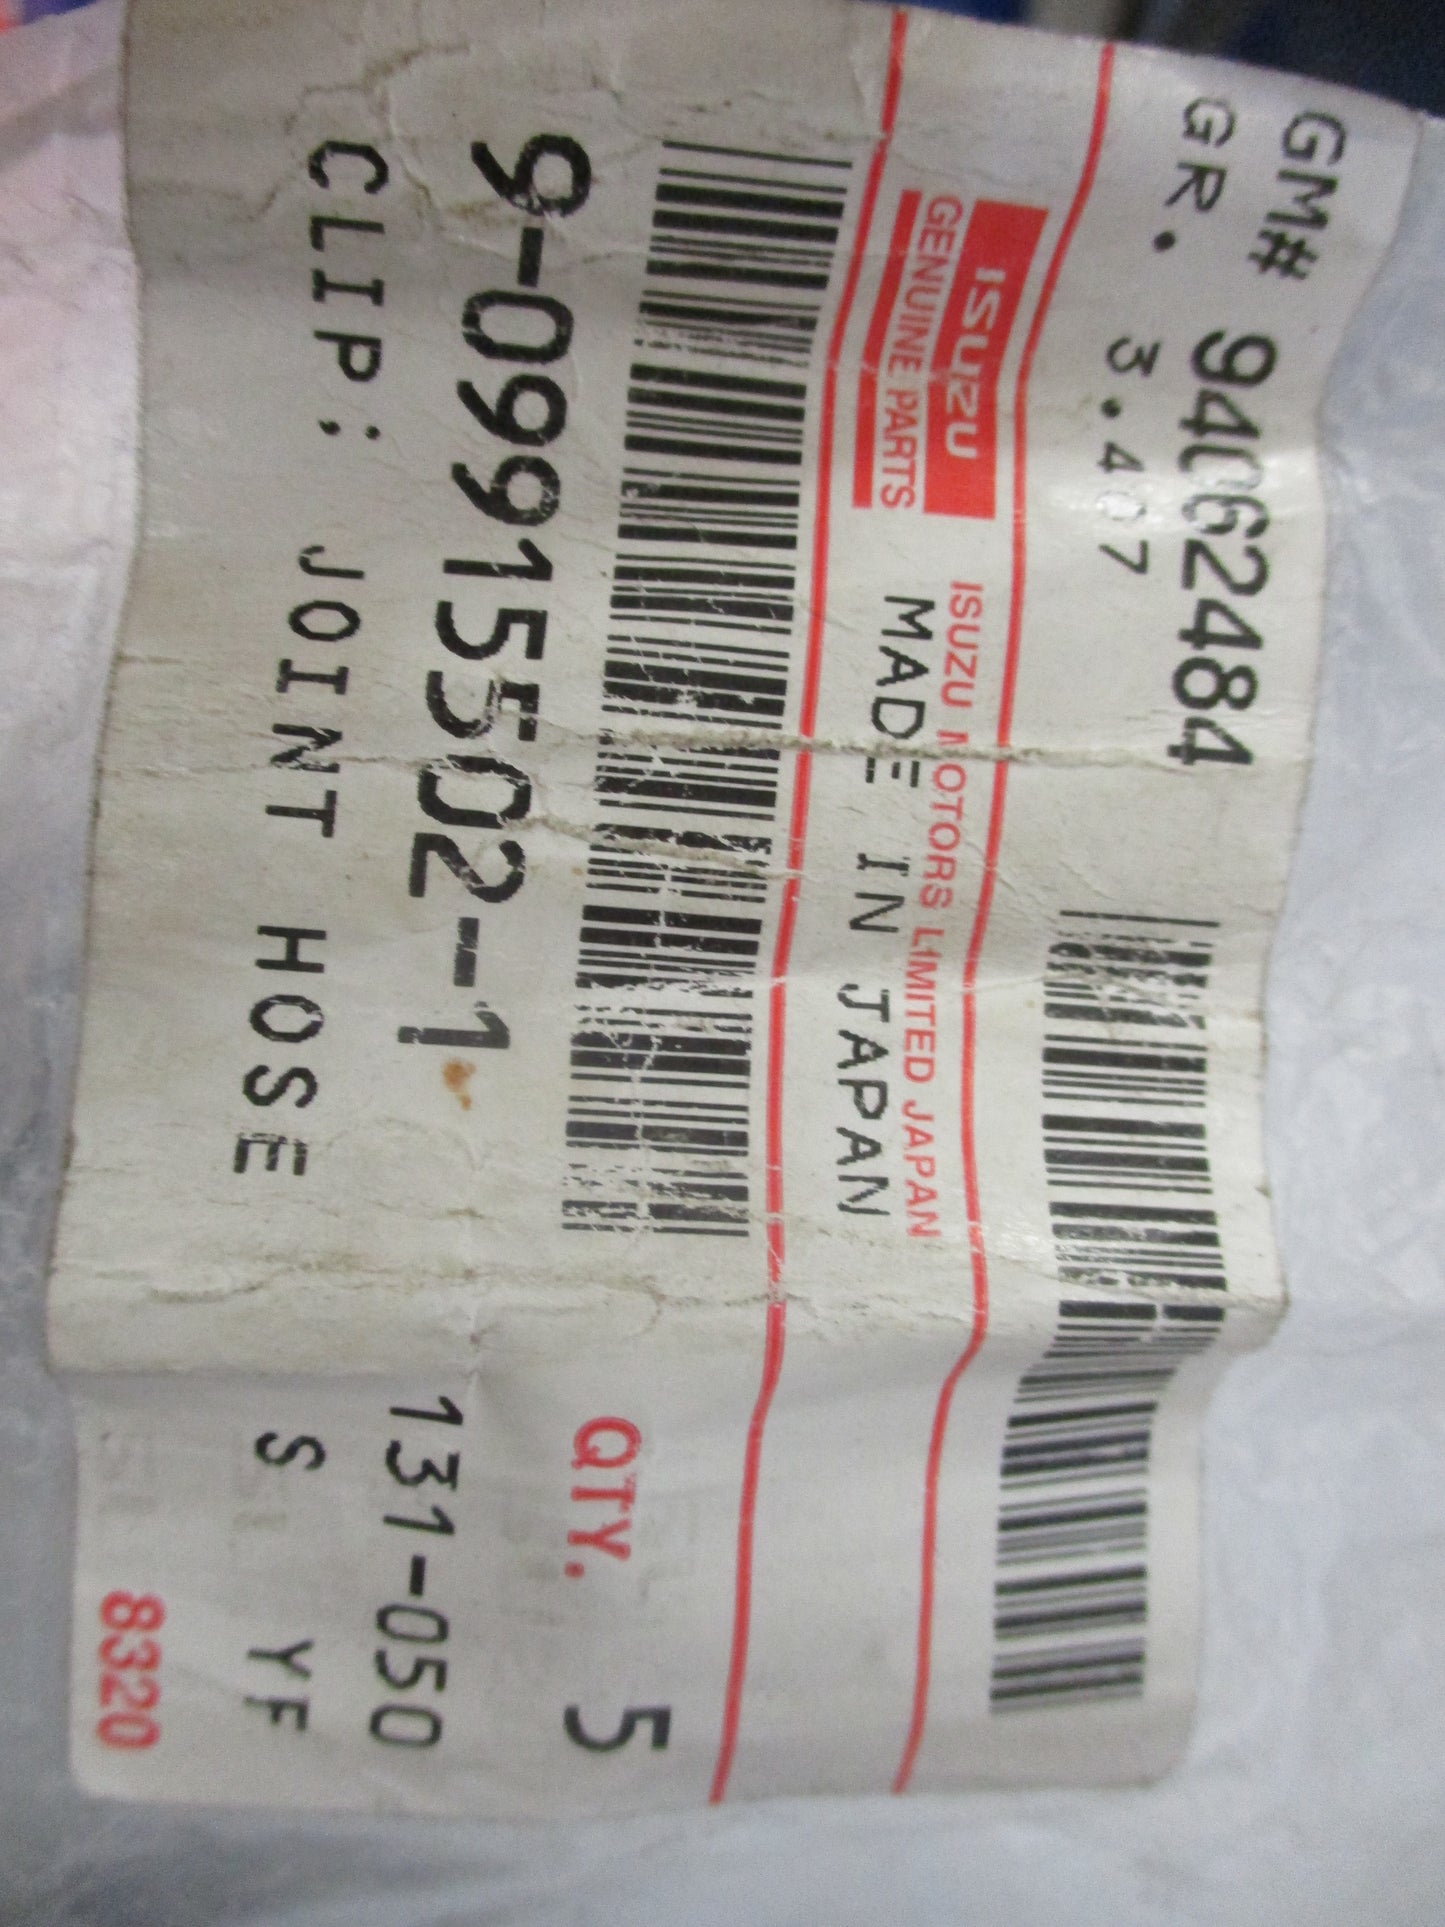 GM# 94062484
GR. 3.407
ISUZU
GENUINE PARTS
ISUZU MOTORS LIMITED JAPAN
MADE IN JAPAN
QTY. 5
9-09915502-1
131-050
CLIP; JOINT HOSE
S YF
8320